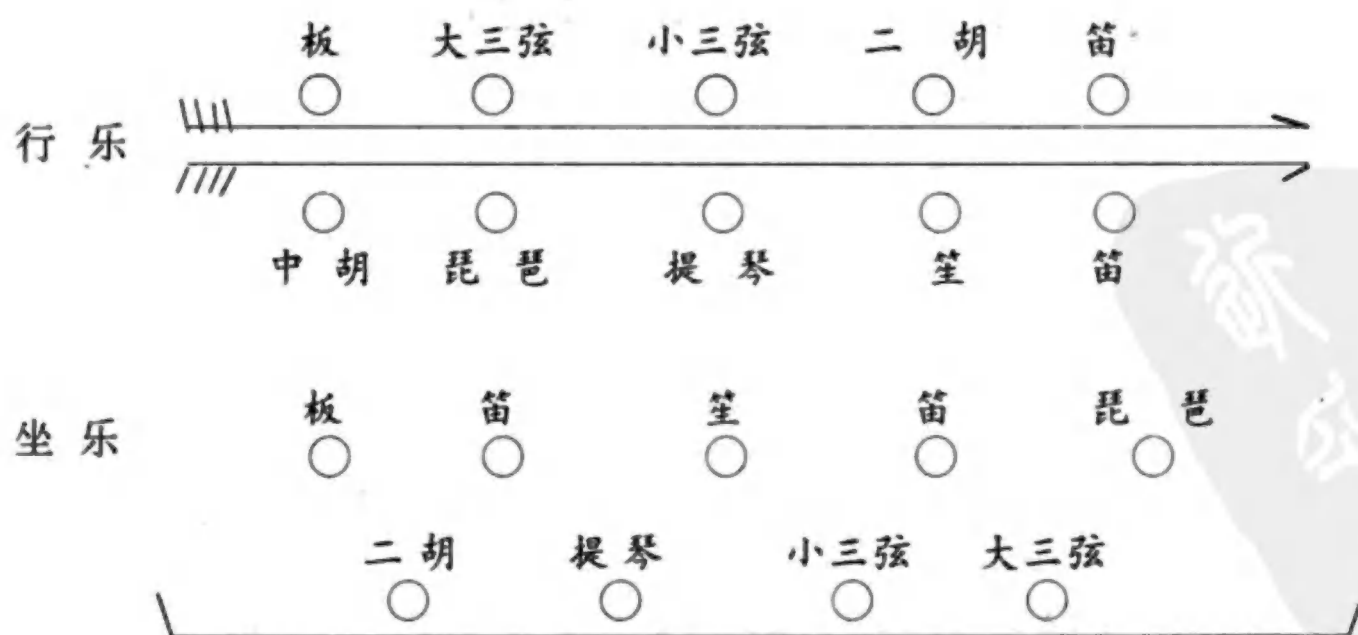 板 大三弦 小三弦 二胡 笛
行乐
中胡 琵琶 提琴 笙 笛
板 笛 笙 笛 琵琶
坐乐
二胡 提琴 小三弦 大三弦